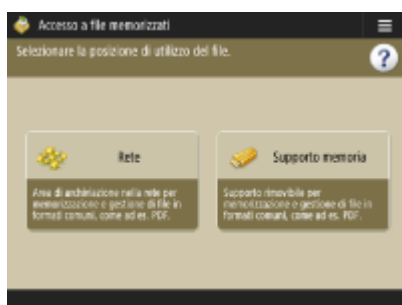 Accesso a file memorizzati
Selezionare la posizione di utilizzo del file.
?
Rete
Area di archiviazione nella rete per
memorizzazione e gestione di file in
formati comuni, come ad es. PDF.
Supporto memoria
Supporto rimovibile per
memorizzazione e gestione di file in
formati comuni, come ad es. PDF.